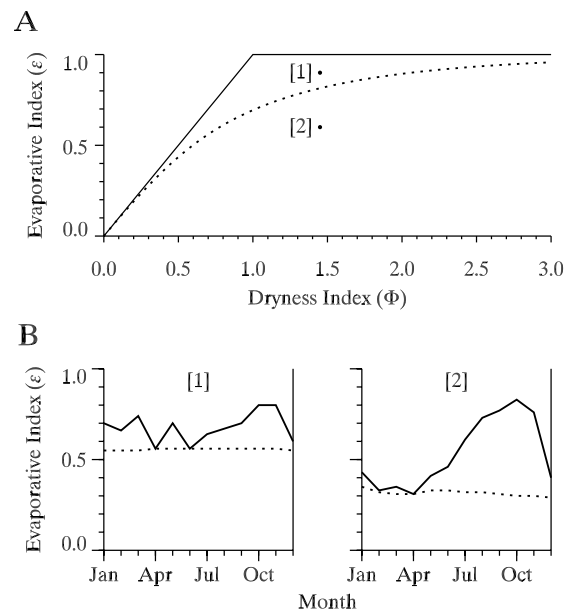 A
Evaporative Index (ε)
1.0
0.5
0.0
[1]
[2]
0.0 0.5 1.0 1.5 2.0 2.5 3.0
Dryness Index (Φ)
B
Evaporative Index (ε)
1.0
0.5
0.0
[1]
[2]
Jan Apr Jul Oct
Jan Apr Jul Oct
Month